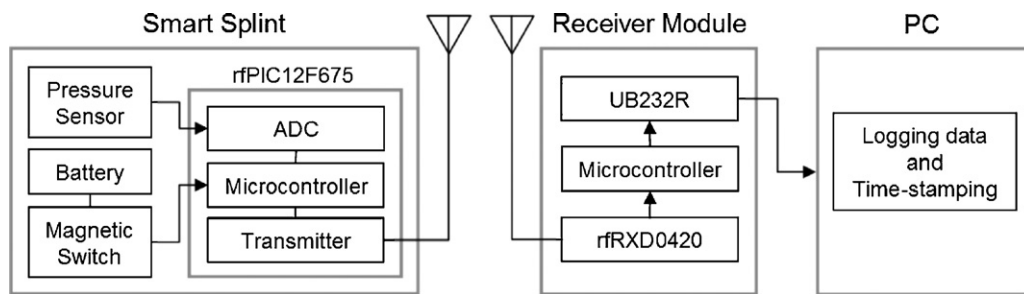 Smart Splint
Receiver Module
PC
rfPIC12F675
Pressure
Sensor
Battery
Magnetic
Switch
ADC
Microcontroller
Transmitter
UB232R
Microcontroller
rfRXD0420
Logging data
and
Time-stamping